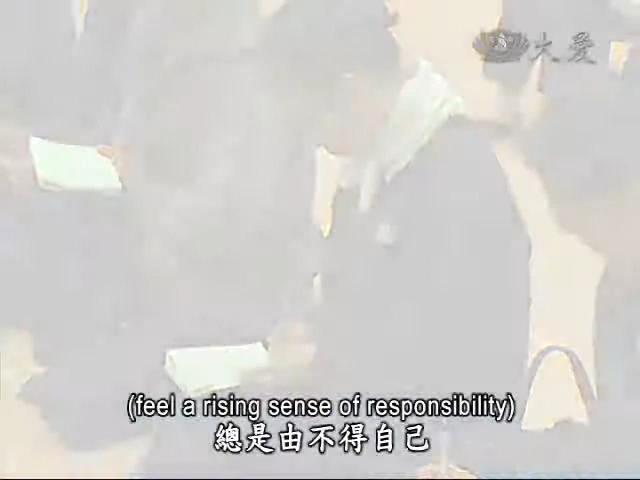 大愛
(feel a rising sense of responsibility)
總是由不得自己